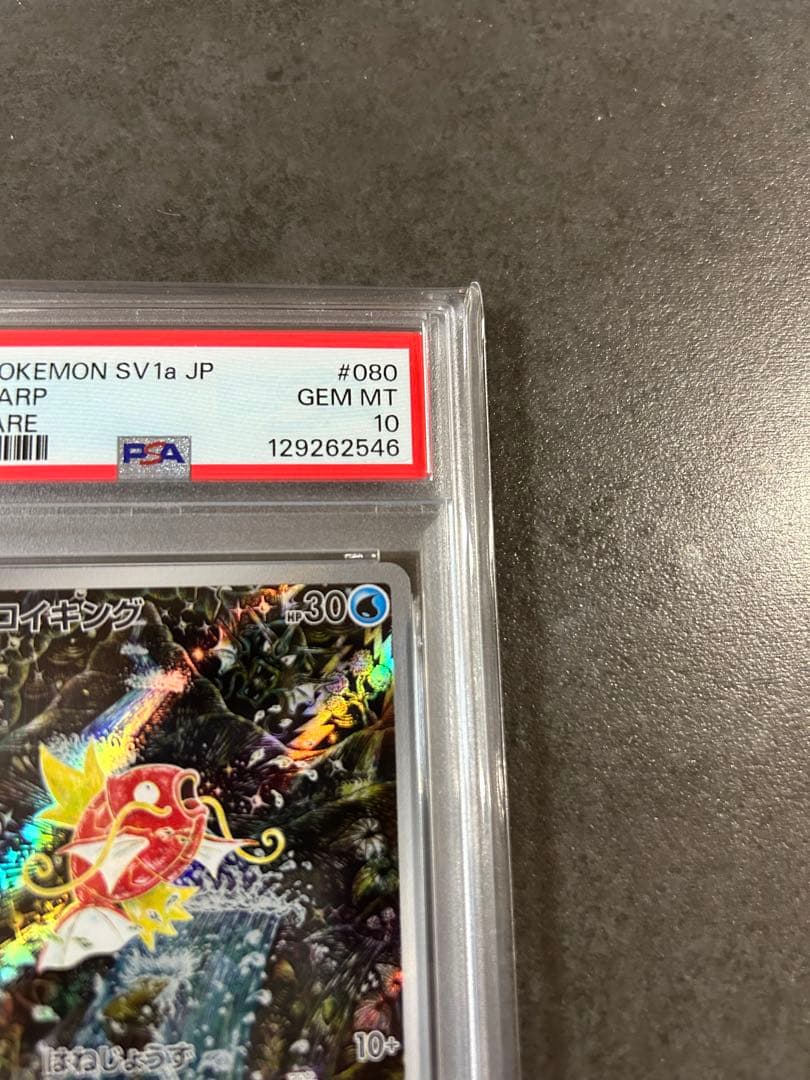 OKEMON SV1a JP #080
ARP GEM MT
ARE 10
PSA 129262546
コイキング HP30
はねじょうず 10+